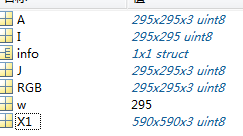 A 295x295x3 uint8
I 295x295 uint8
info 1x1 struct
J 295x295x3 uint8
RGB 295x295x3 uint8
w 295
X1 590x590x3 uint8